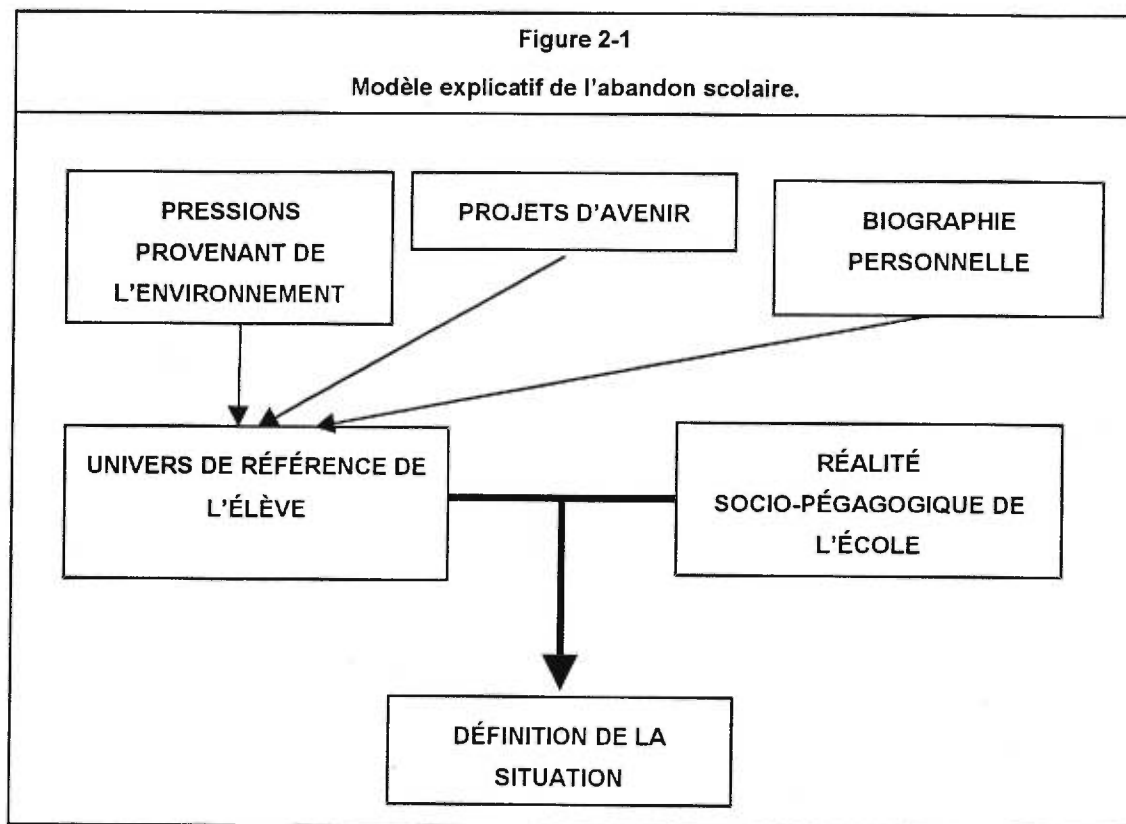 Figure 2-1
Modèle explicatif de l'abandon scolaire.
PRESSIONS
PROVENANT DE
L'ENVIRONNEMENT
PROJETS D'AVENIR
BIOGRAPHIE
PERSONNELLE
UNIVERS DE RÉFÉRENCE DE
L'ÉLÈVE
RÉALITÉ
SOCIO-PÉGAGOGIQUE DE
L'ÉCOLE
DÉFINITION DE LA
SITUATION